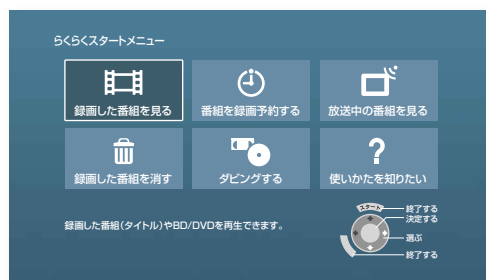 らくらくスタートメニュー
録画した番組を見る
番組を録画予約する
放送中の番組を見る
録画した番組を消す
ダビングする
?
使いかたを知りたい
録画した番組(タイトル)やBD/DVDを再生できます。
スタート
終了する
決定する
選ぶ
終了する